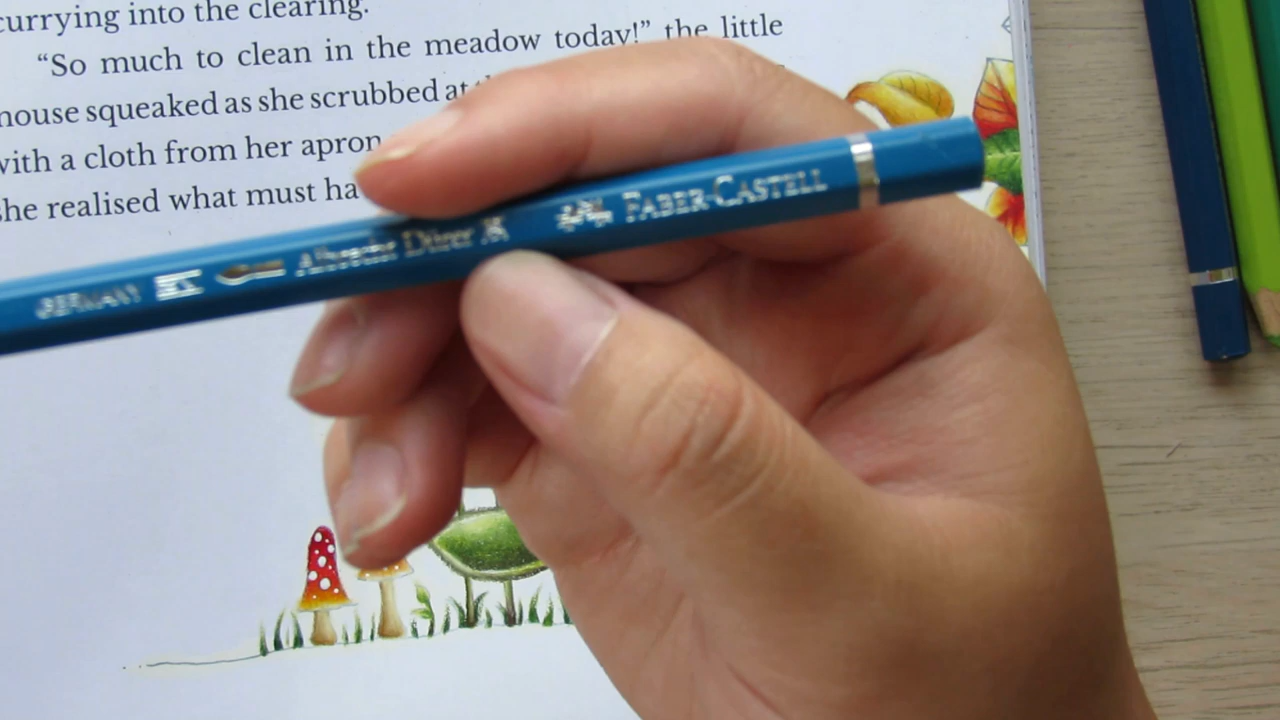 currying into the clearing.
“So much to clean in the meadow today!” the little
mouse squeaked as she scrubbed at
with a cloth from her apron
she realised what must ha
GERMANY Albrecht Dürer FABER-CASTELL